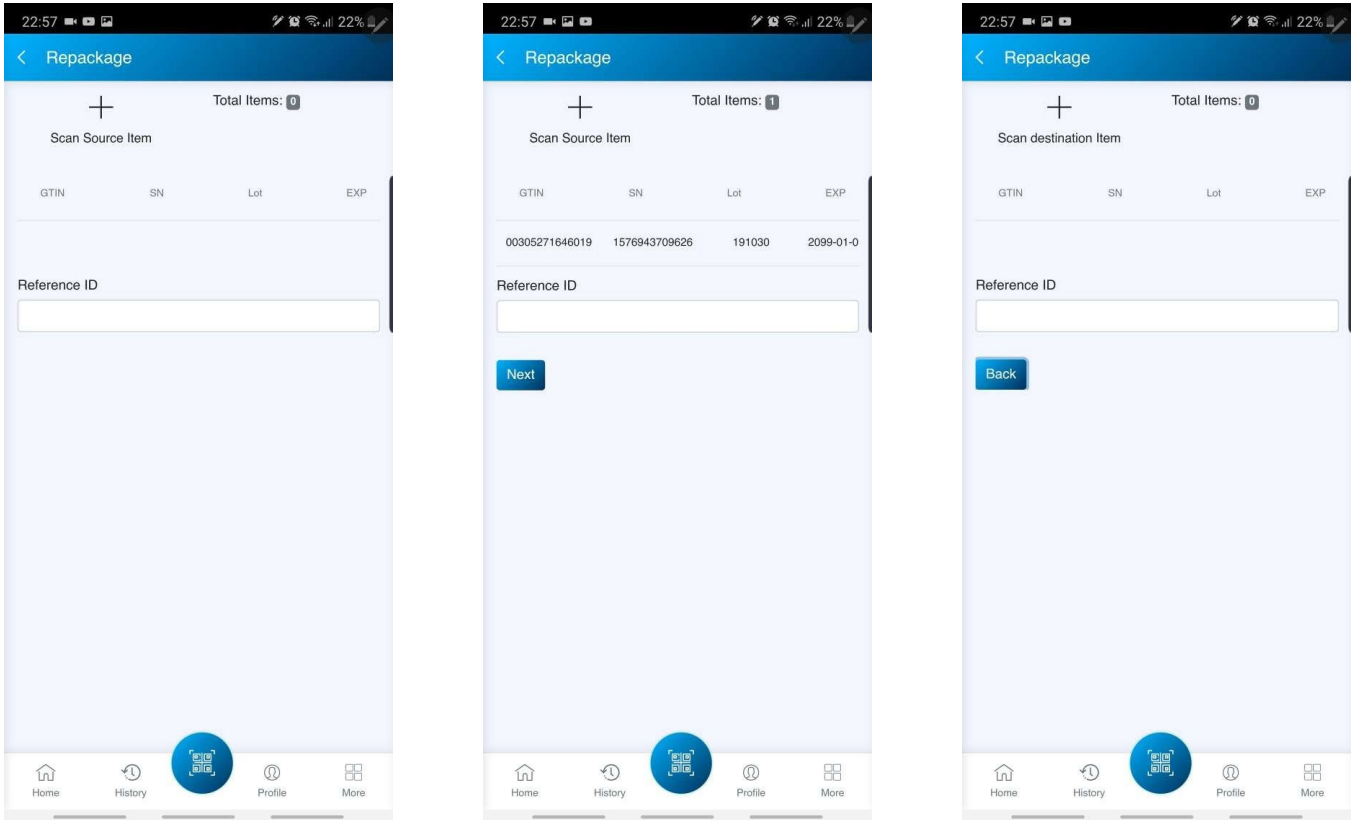 22:57 22%
Repackage
Total Items: 0
Scan Source Item
GTIN SN Lot EXP
Reference ID
Home History Profile More
22:57 22%
Repackage
Total Items: 1
Scan Source Item
GTIN SN Lot EXP
00305271646019 1576943709626 191030 2099-01-0
Reference ID
Next
Home History Profile More
22:57 22%
Repackage
Total Items: 0
Scan destination Item
GTIN SN Lot EXP
Reference ID
Back
Home History Profile More